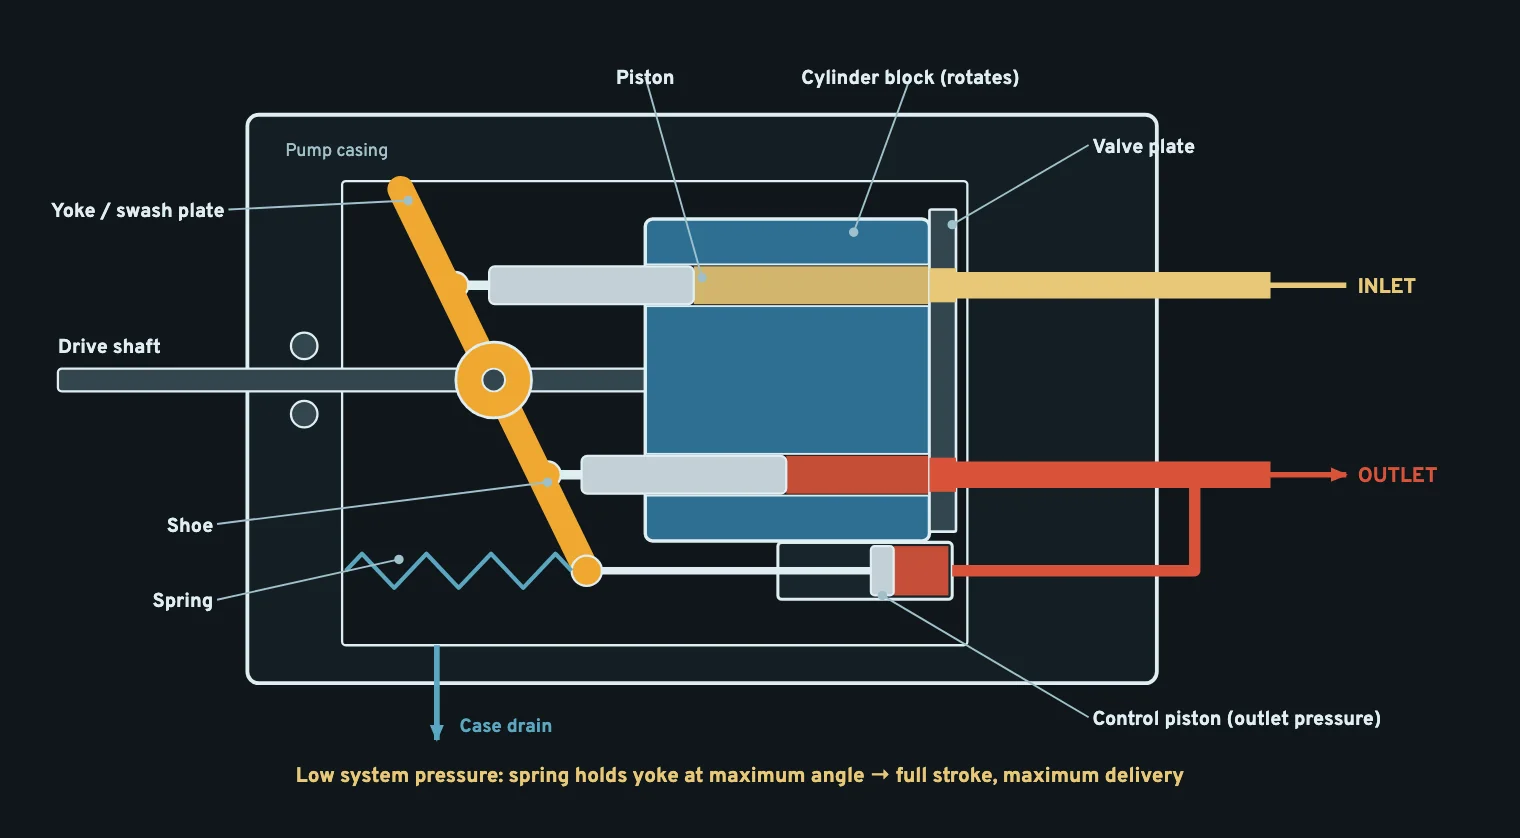 Piston
Cylinder block (rotates)
Pump casing
Valve plate
Yoke / swash plate
INLET
Drive shaft
OUTLET
Shoe
Spring
Control piston (outlet pressure)
Case drain
Low system pressure: spring holds yoke at maximum angle → full stroke, maximum delivery